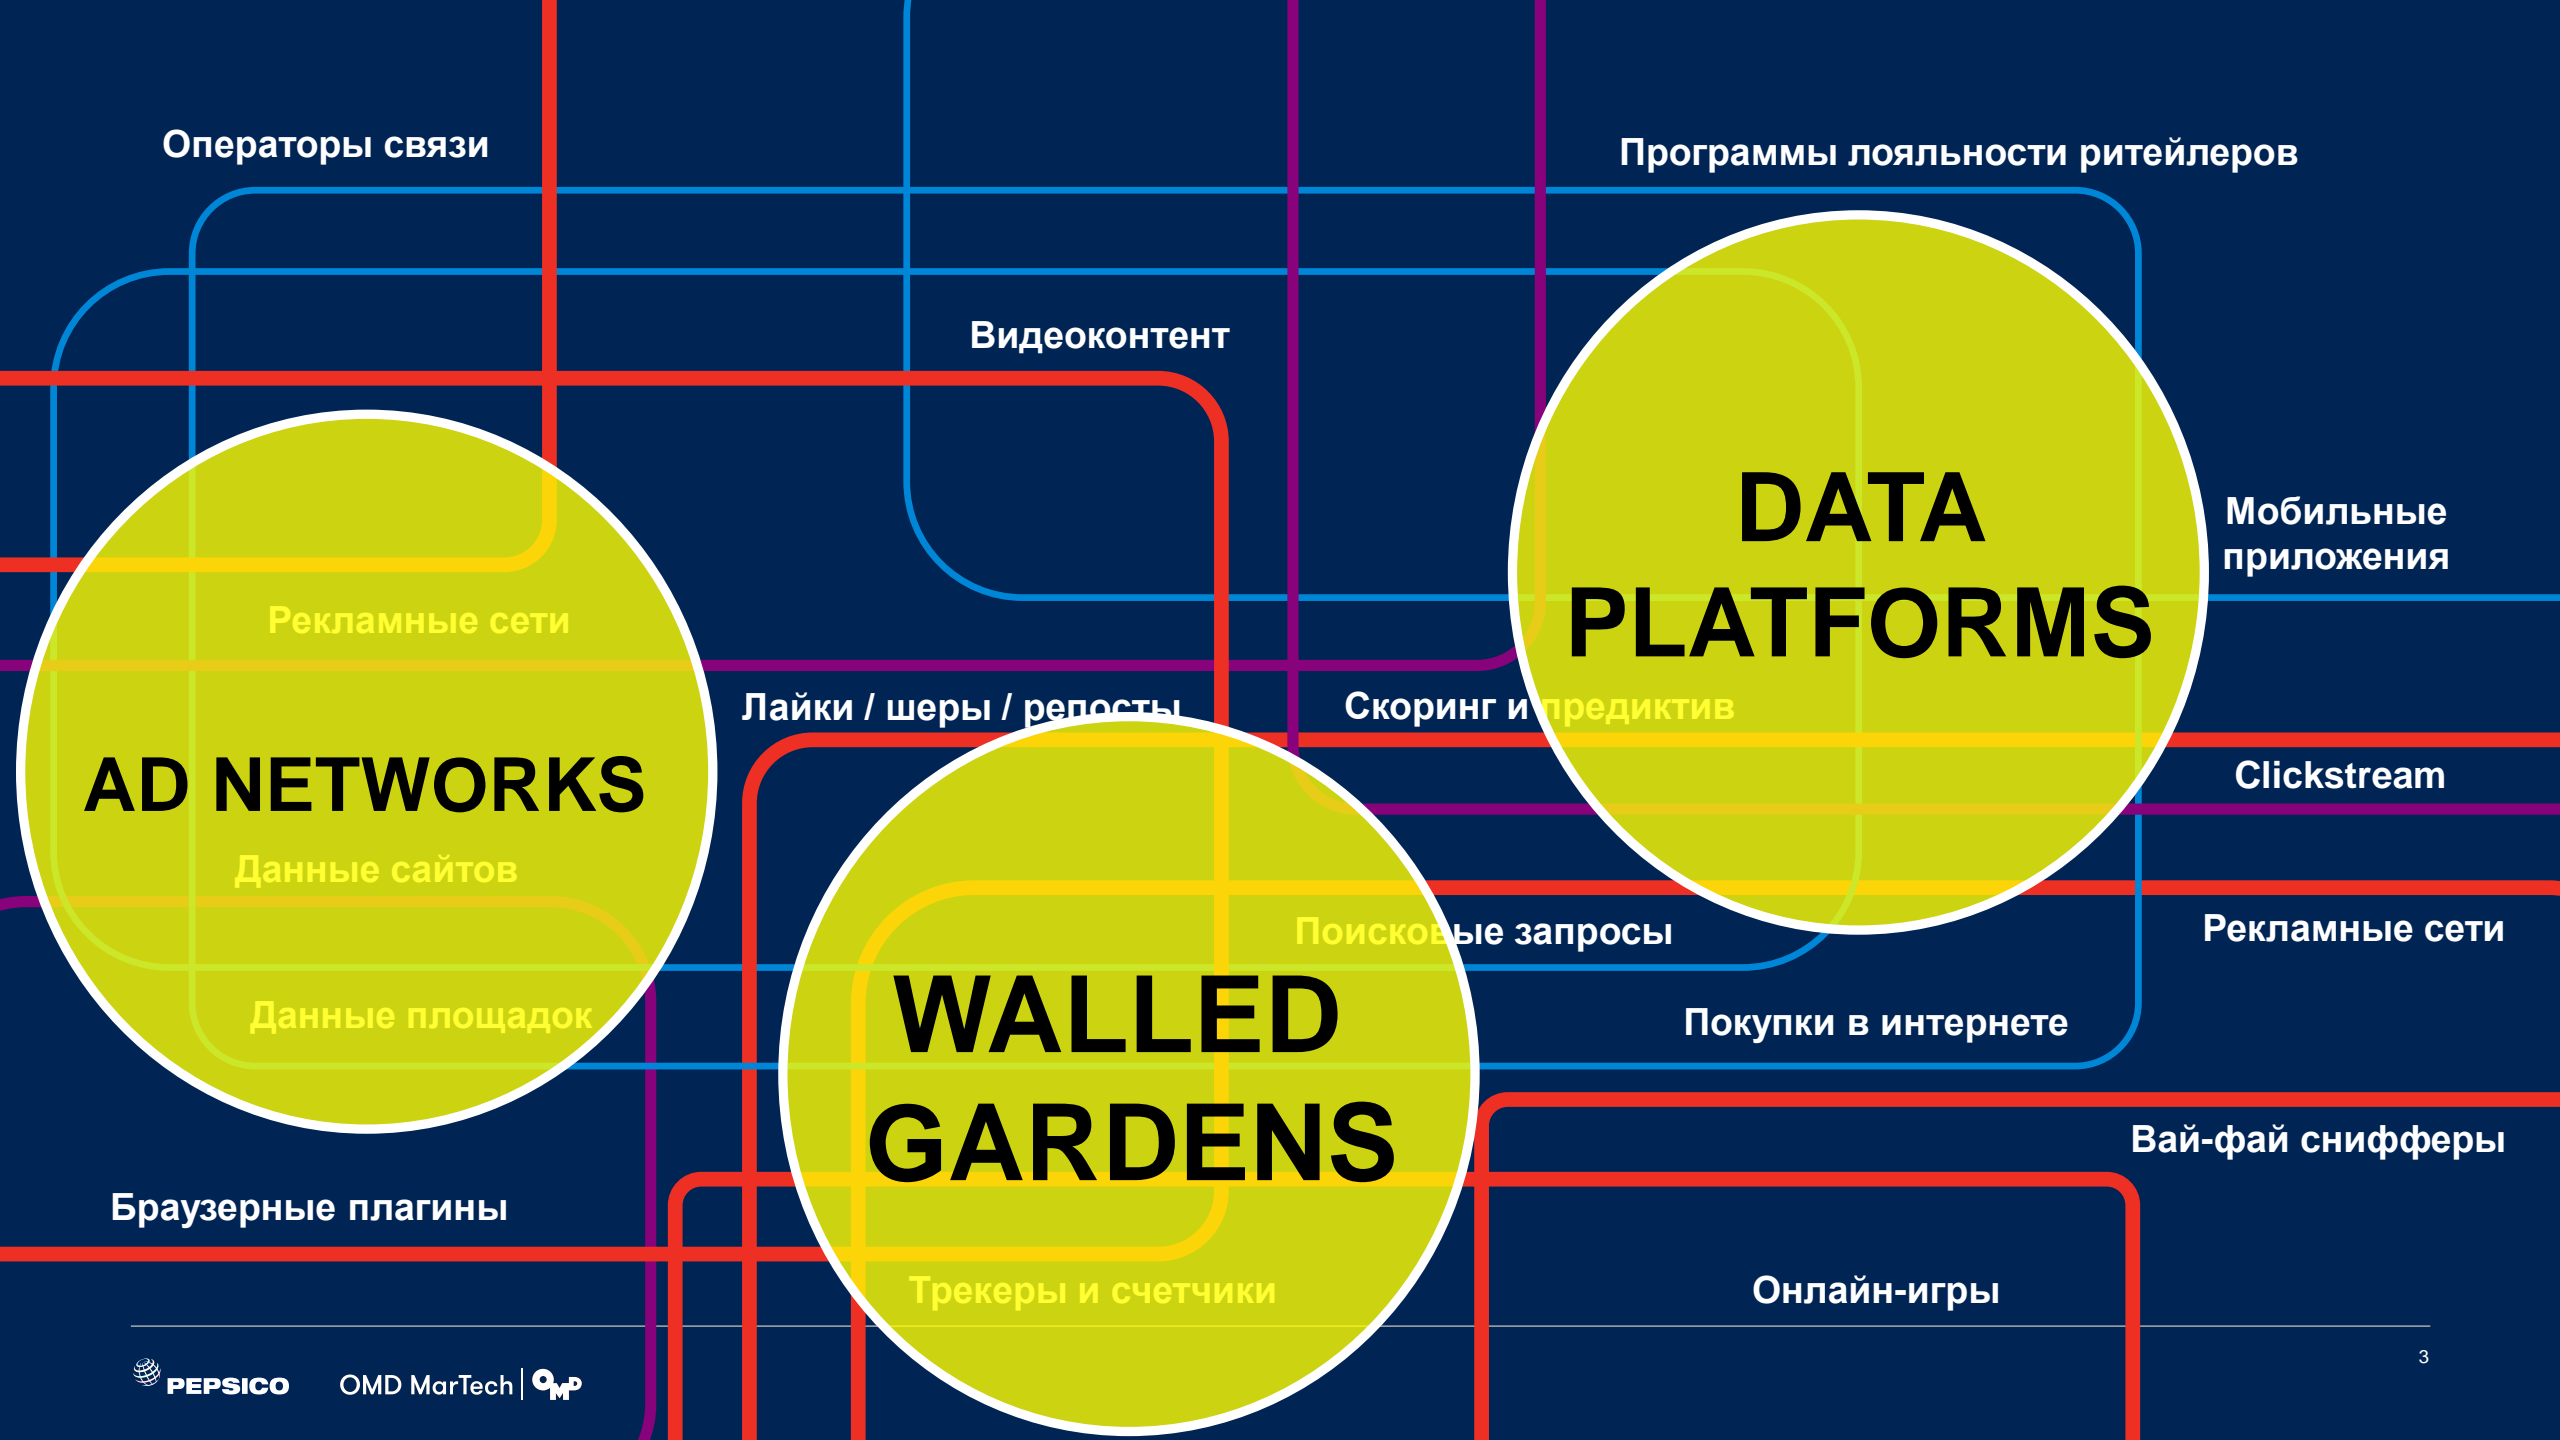 Операторы связи
Программы лояльности ритейлеров
Видеоконтент
DATA
PLATFORMS
Мобильные
приложения
Рекламные сети
Лайки / шеры / репосты
Скоринг и предиктив
AD NETWORKS
Clickstream
Данные сайтов
Поисковые запросы
Рекламные сети
WALLED
GARDENS
Данные площадок
Покупки в интернете
Вай-фай снифферы
Браузерные плагины
Трекеры и счетчики
Онлайн-игры
PEPSICO
OMD MarTech | OMD
3